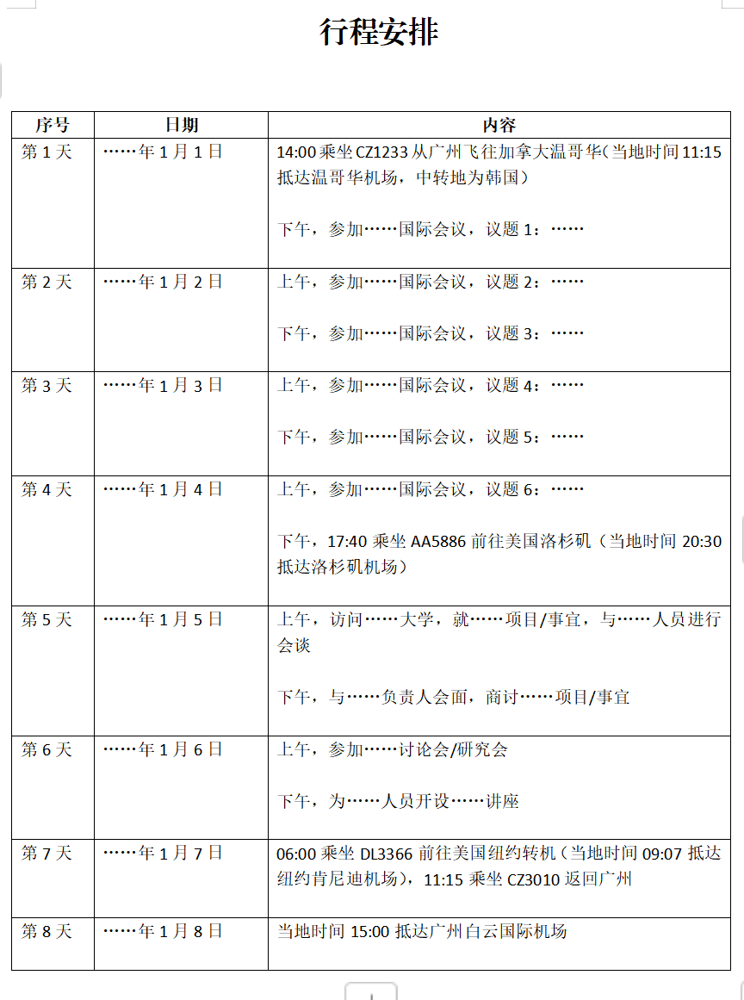 行程安排
序号 日期 内容
第 1 天 ……年 1 月 1 日 14:00 乘坐 CZ1233 从广州飞往加拿大温哥华（当地时间 11:15
抵达温哥华机场，中转地为韩国）
下午，参加……国际会议，议题 1：……
第 2 天 ……年 1 月 2 日 上午，参加……国际会议，议题 2：……
下午，参加……国际会议，议题 3：……
第 3 天 ……年 1 月 3 日 上午，参加……国际会议，议题 4：……
下午，参加……国际会议，议题 5：……
第 4 天 ……年 1 月 4 日 上午，参加……国际会议，议题 6：……
下午，17:40 乘坐 AA5886 前往美国洛杉矶（当地时间 20:30
抵达洛杉矶机场）
第 5 天 ……年 1 月 5 日 上午，访问……大学，就……项目/事宜，与……人员进行
会谈
下午，与……负责人会面，商讨……项目/事宜
第 6 天 ……年 1 月 6 日 上午，参加……讨论会/研究会
下午，为……人员开设……讲座
第 7 天 ……年 1 月 7 日 06:00 乘坐 DL3366 前往美国纽约转机（当地时间 09:07 抵达
纽约肯尼迪机场），11:15 乘坐 CZ3010 返回广州
第 8 天 ……年 1 月 8 日 当地时间 15:00 抵达广州白云国际机场